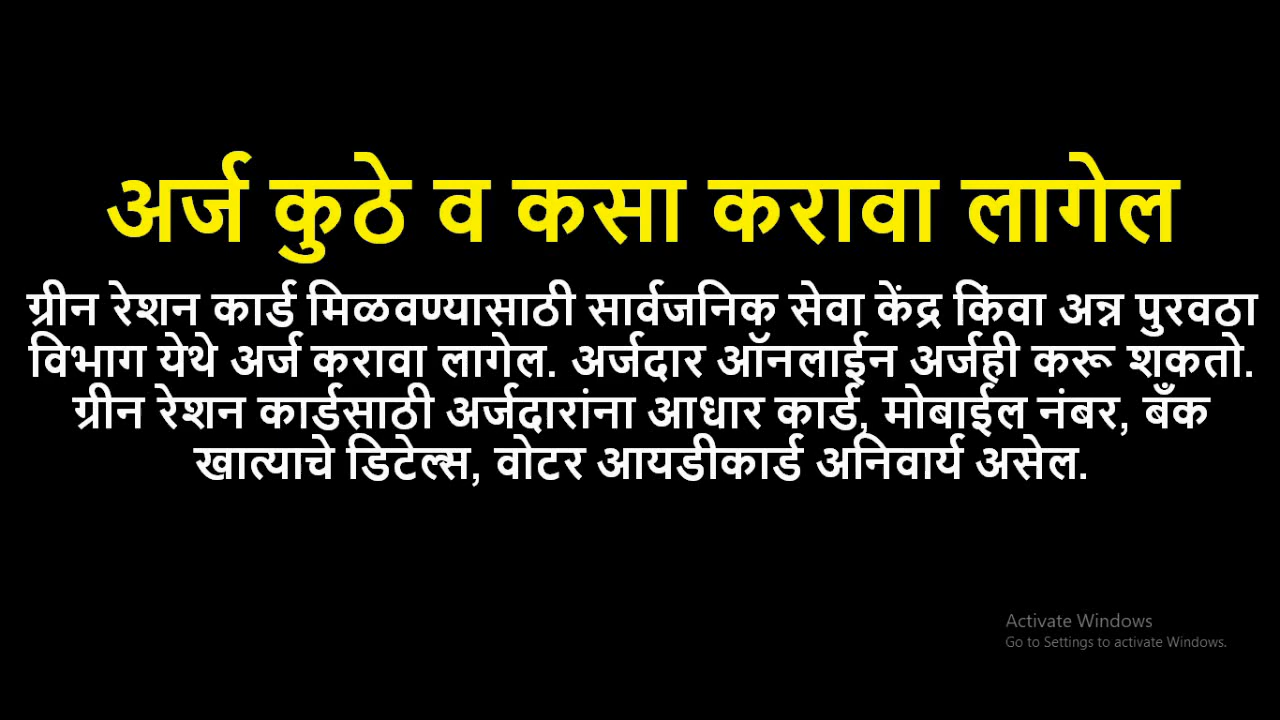 अर्ज कुठे व कसा करावा लागेल
ग्रीन रेशन कार्ड मिळवण्यासाठी सार्वजनिक सेवा केंद्र किंवा अन्न पुरवठा
विभाग येथे अर्ज करावा लागेल. अर्जदार ऑनलाईन अर्जही करू शकतो.
ग्रीन रेशन कार्डसाठी अर्जदारांना आधार कार्ड, मोबाईल नंबर, बँक
खात्याचे डिटेल्स, वोटर आयडीकार्ड अनिवार्य असेल.
Activate Windows
Go to Settings to activate Windows.